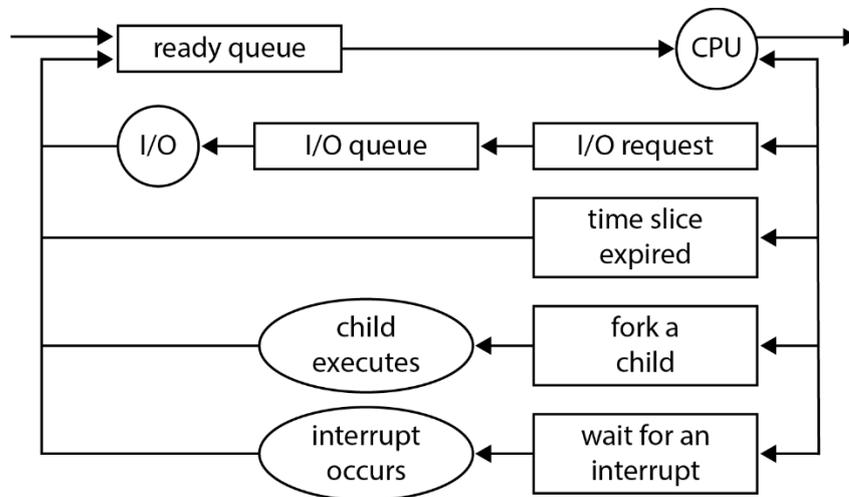 ready queue
CPU
I/O
I/O queue
I/O request
time slice
expired
child
executes
fork a
child
interrupt
occurs
wait for an
interrupt